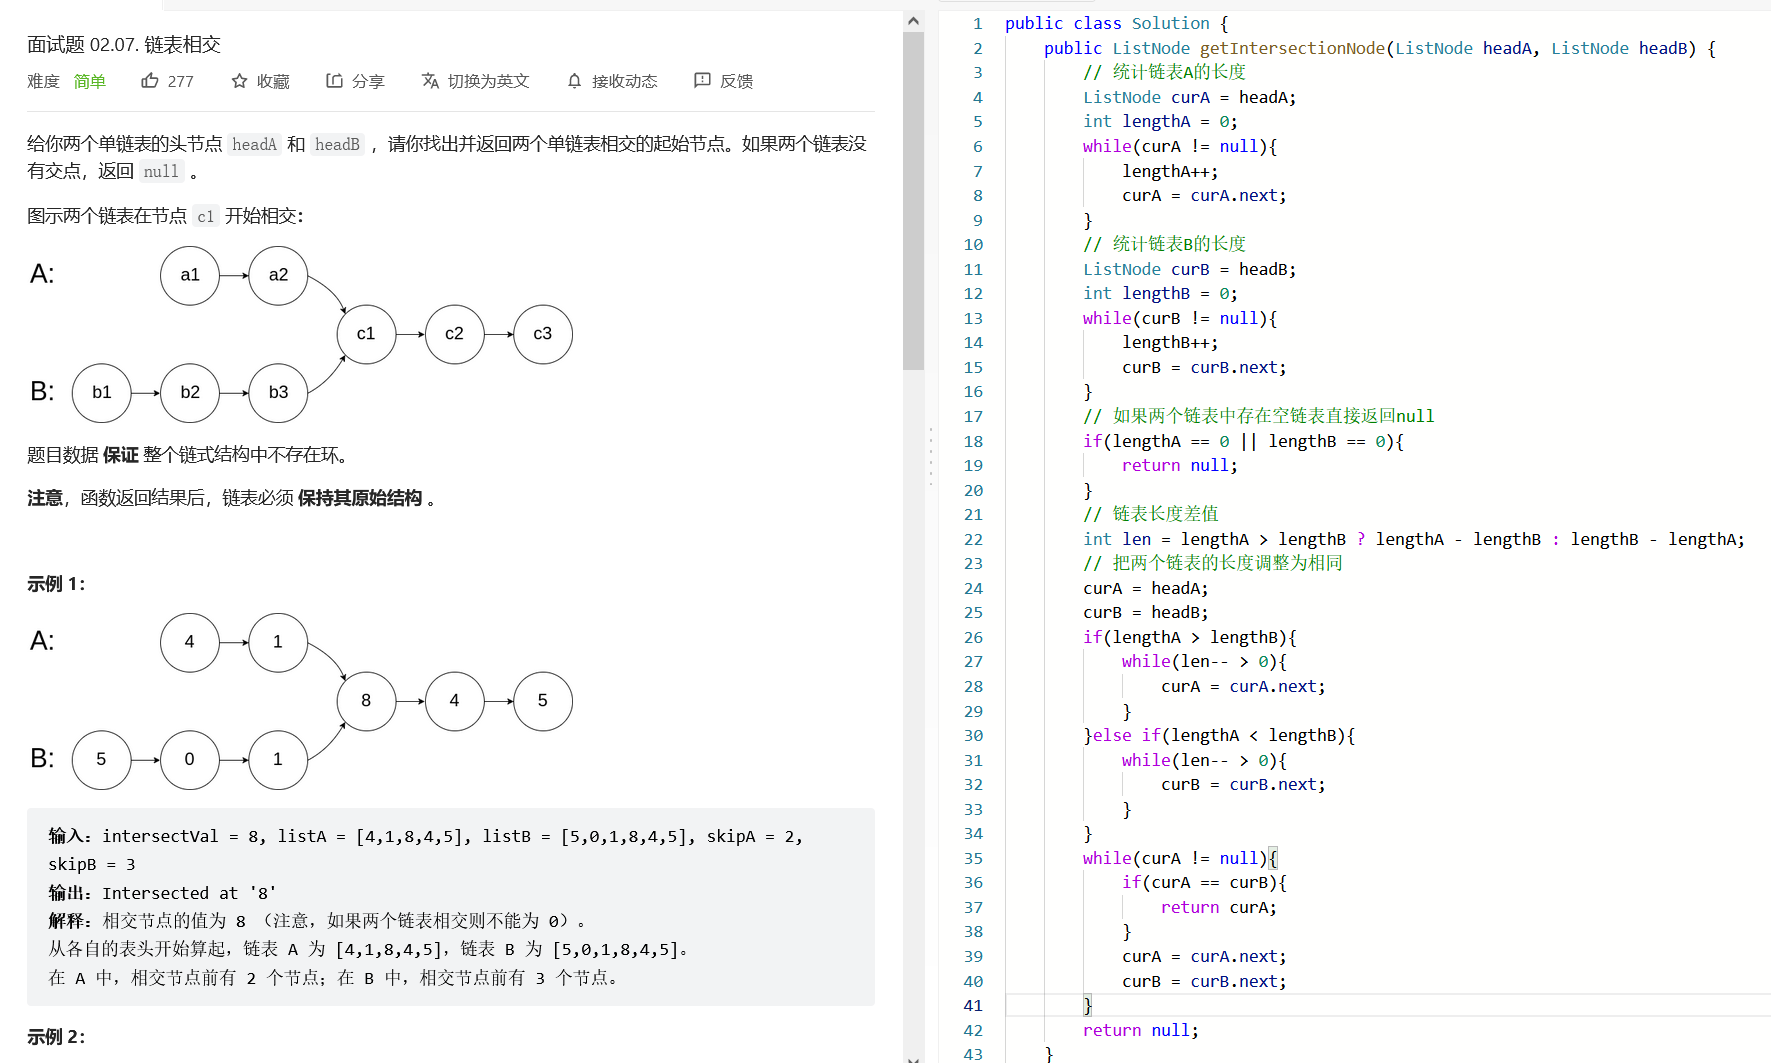 面试题 02.07. 链表相交
难度 简单 277 收藏 分享 切换为英文 接收动态 反馈
给你两个单链表的头节点 headA 和 headB ，请你找出并返回两个单链表相交的起始节点。如果两个链表没
有交点，返回 null 。
图示两个链表在节点 c1 开始相交：
A: a1 a2
c1 c2 c3
B: b1 b2 b3
题目数据 保证 整个链式结构中不存在环。
注意，函数返回结果后，链表必须 保持其原始结构 。
示例 1：
A: 4 1
8 4 5
B: 5 0 1
输入：intersectVal = 8, listA = [4,1,8,4,5], listB = [5,0,1,8,4,5], skipA = 2,
skipB = 3
输出：Intersected at '8'
解释：相交节点的值为 8 （注意，如果两个链表相交则不能为 0）。
从各自的表头开始算起，链表 A 为 [4,1,8,4,5]，链表 B 为 [5,0,1,8,4,5]。
在 A 中，相交节点前有 2 个节点；在 B 中，相交节点前有 3 个节点。
示例 2：
1 public class Solution {
2 public ListNode getIntersectionNode(ListNode headA, ListNode headB) {
3 // 统计链表A的长度
4 ListNode curA = headA;
5 int lengthA = 0;
6 while(curA != null){
7 lengthA++;
8 curA = curA.next;
9 }
10 // 统计链表B的长度
11 ListNode curB = headB;
12 int lengthB = 0;
13 while(curB != null){
14 lengthB++;
15 curB = curB.next;
16 }
17 // 如果两个链表中存在空链表直接返回null
18 if(lengthA == 0 || lengthB == 0){
19 return null;
20 }
21 // 链表长度差值
22 int len = lengthA > lengthB ? lengthA - lengthB : lengthB - lengthA;
23 // 把两个链表的长度调整为相同
24 curA = headA;
25 curB = headB;
26 if(lengthA > lengthB){
27 while(len-- > 0){
28 curA = curA.next;
29 }
30 }else if(lengthA < lengthB){
31 while(len-- > 0){
32 curB = curB.next;
33 }
34 }
35 while(curA != null){
36 if(curA == curB){
37 return curA;
38 }
39 curA = curA.next;
40 curB = curB.next;
41 }
42 return null;
43 }